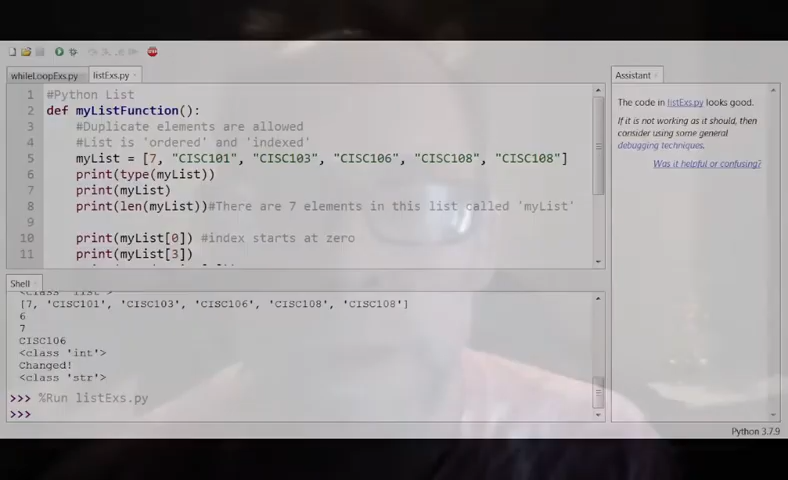 whileLoopExs.py listExs.py
1 #Python List
2 def myListFunction():
3 #Duplicate elements are allowed
4 #List is 'ordered' and 'indexed'
5 myList = [7, "CISC101", "CISC103", "CISC106", "CISC108", "CISC108"]
6 print(type(myList))
7 print(myList)
8 print(len(myList))#There are 7 elements in this list called 'myList'
9
10 print(myList[0]) #index starts at zero
11 print(myList[3])
Shell
<class 'list'>
[7, 'CISC101', 'CISC103', 'CISC106', 'CISC108', 'CISC108']
6
7
CISC106
<class 'int'>
Changed!
<class 'str'>
>>> %Run listExs.py
>>>
Assistant
The code in listExs.py looks good.
If it is not working as it should, then
consider using some general
debugging techniques.
Was it helpful or confusing?
Python 3.7.9